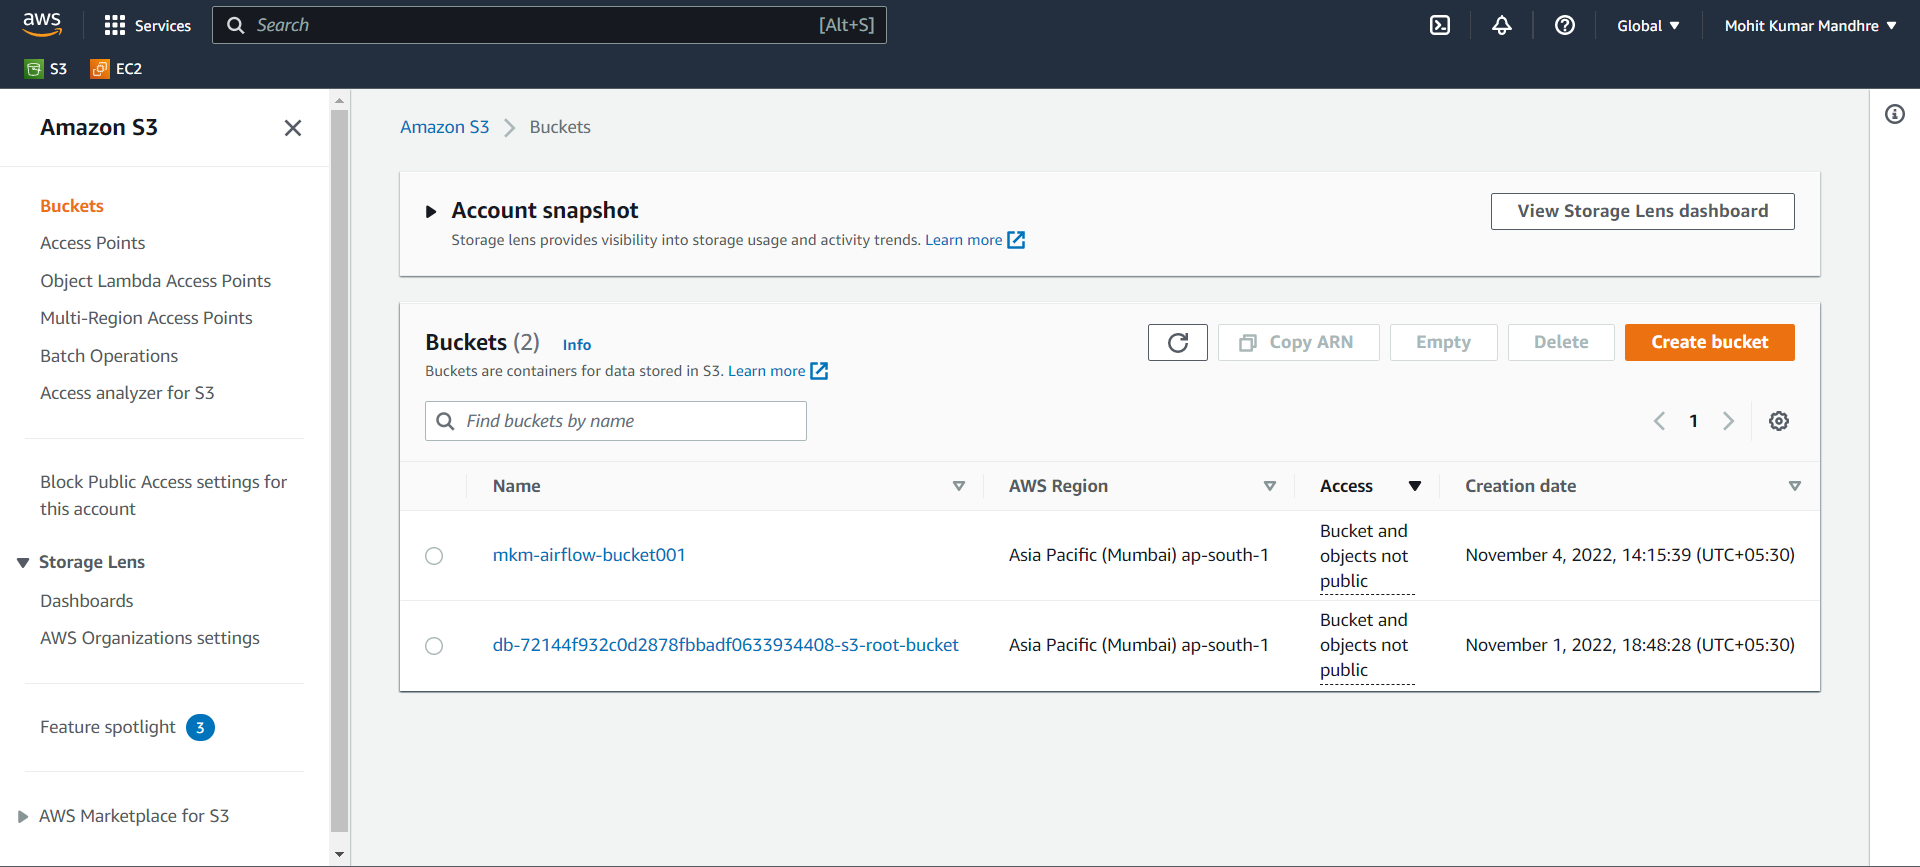 aws
Services
Search
[Alt+S]
Global
Mohit Kumar Mandhre
S3
EC2
Amazon S3
Buckets
Access Points
Object Lambda Access Points
Multi-Region Access Points
Batch Operations
Access analyzer for S3
Block Public Access settings for
this account
Storage Lens
Dashboards
AWS Organizations settings
Feature spotlight 3
AWS Marketplace for S3
Amazon S3 > Buckets
Account snapshot
Storage lens provides visibility into storage usage and activity trends. Learn more
View Storage Lens dashboard
Buckets (2) Info
Buckets are containers for data stored in S3. Learn more
Copy ARN
Empty
Delete
Create bucket
Find buckets by name
1
Name
AWS Region
Access
Creation date
mkm-airflow-bucket001
Asia Pacific (Mumbai) ap-south-1
Bucket and
objects not
public
November 4, 2022, 14:15:39 (UTC+05:30)
db-72144f932c0d2878fbbadf0633934408-s3-root-bucket
Asia Pacific (Mumbai) ap-south-1
Bucket and
objects not
public
November 1, 2022, 18:48:28 (UTC+05:30)